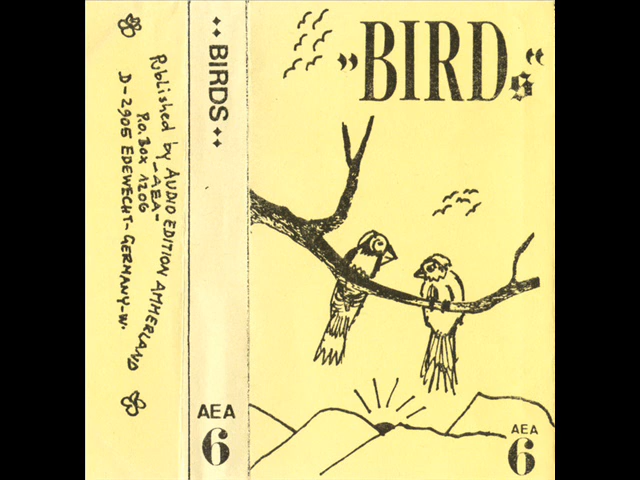 Published by AUDIO EDITION AMMERLAND
-AEA-
P.O. Box 1206
D-2905 EDEWECHT-GERMANY-W.
++ BIRDS ++
AEA
6
"BIRDs"
AEA
6